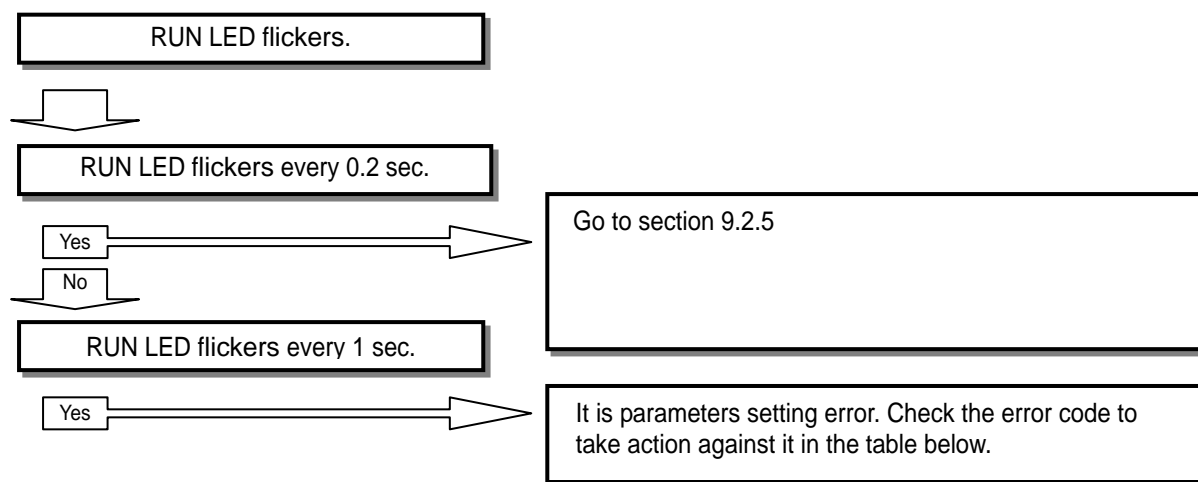 RUN LED flickers.
RUN LED flickers every 0.2 sec.
Yes
Go to section 9.2.5
No
RUN LED flickers every 1 sec.
Yes
It is parameters setting error. Check the error code to
take action against it in the table below.